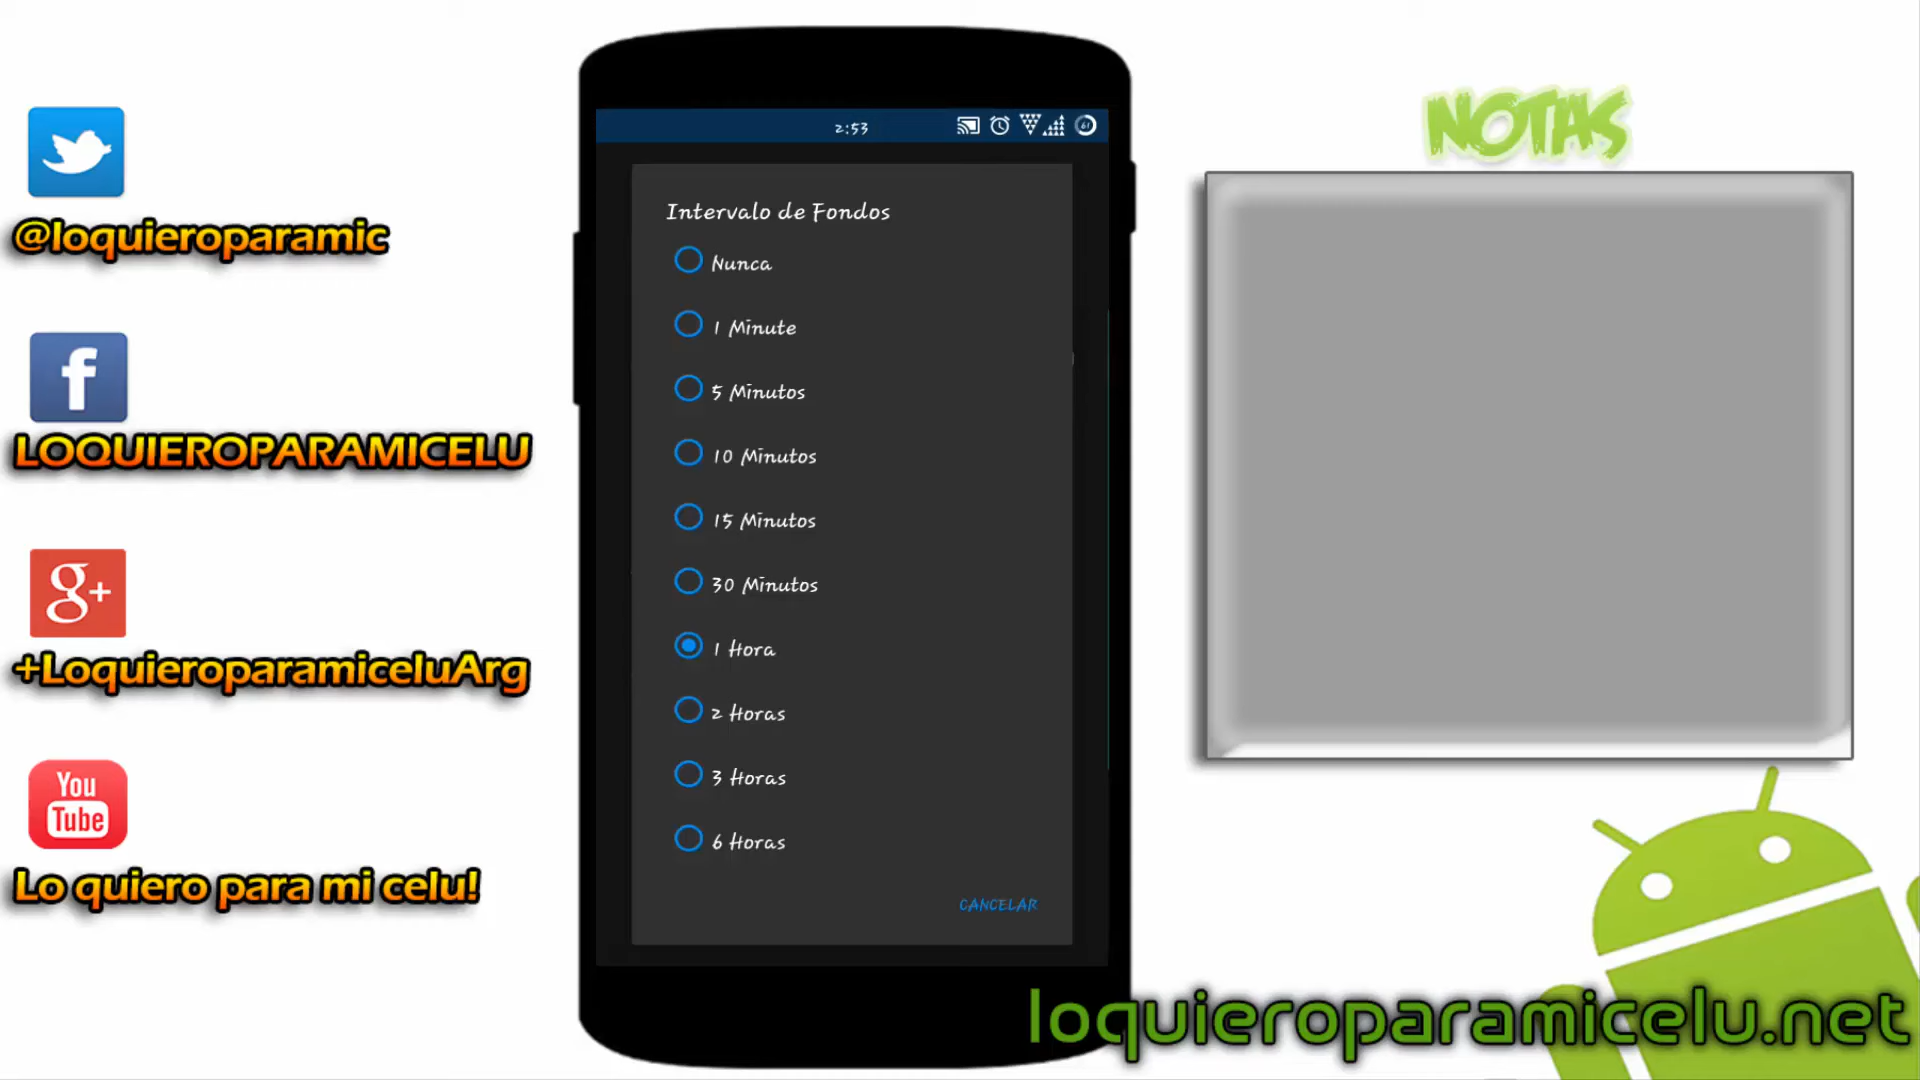 @loquieroparamic
f
LOQUIEROPARAMICELU
g+
+LoquieroparamiceluArg
You
Tube
Lo quiero para mi celu!
2:53
61
Intervalo de Fondos
Nunca
1 Minute
5 Minutos
10 Minutos
15 Minutos
30 Minutos
1 Hora
2 Horas
3 Horas
6 Horas
CANCELAR
NOTAS
loquieroparamicelu.net